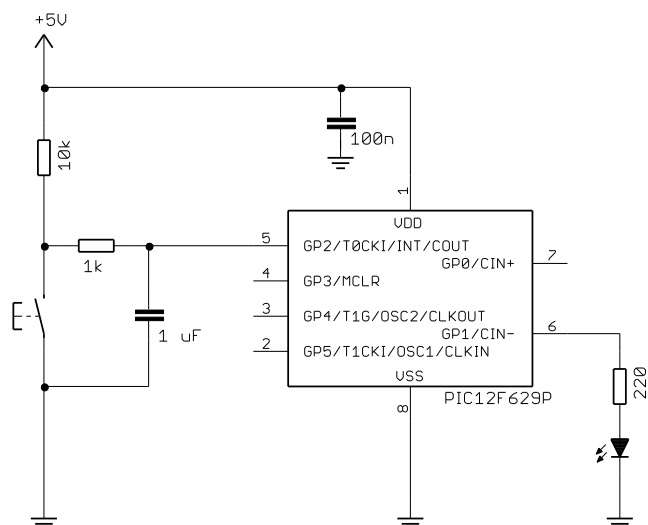 +5V
10k
100n
1
VDD
5
GP2/T0CKI/INT/COUT
7
GP0/CIN+
1k
4
GP3/MCLR
3
GP4/T1G/OSC2/CLKOUT
6
GP1/CIN-
1 uF
2
GP5/T1CKI/OSC1/CLKIN
VSS
PIC12F629P
8
220